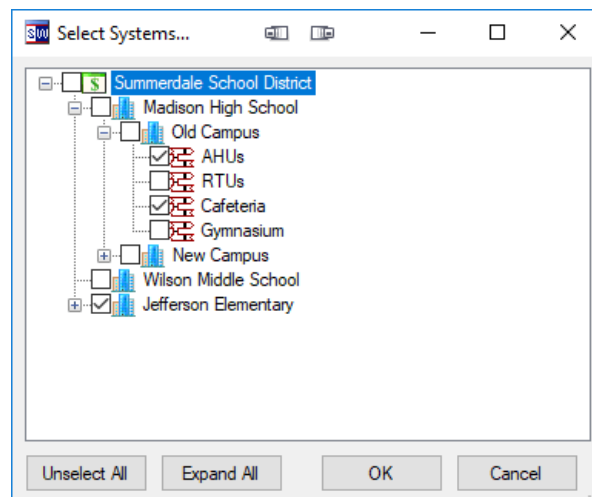 SW Select Systems...
$ Summerdale School District
Madison High School
Old Campus
AHUs
RTUs
Cafeteria
Gymnasium
New Campus
Wilson Middle School
Jefferson Elementary
Unselect All Expand All OK Cancel